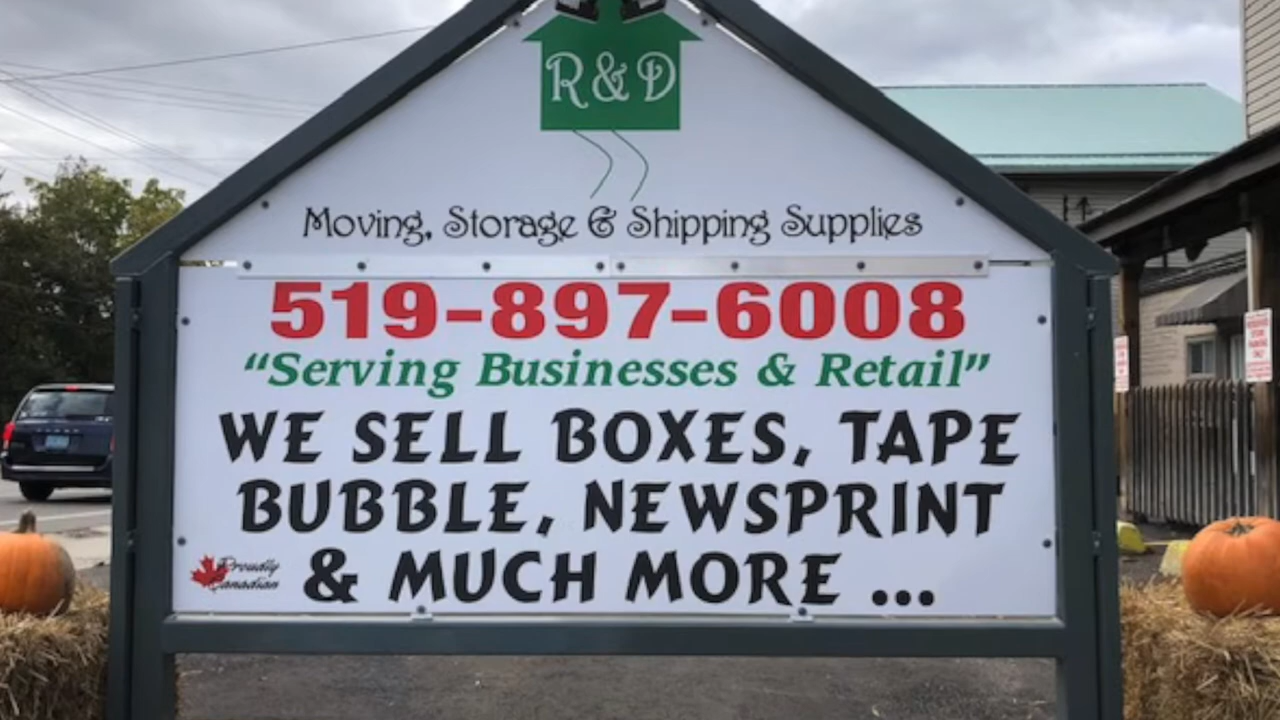 R&D
Moving, Storage & Shipping Supplies
519-897-6008
“Serving Businesses & Retail”
WE SELL BOXES, TAPE
BUBBLE, NEWSPRINT
& MUCH MORE ...
Proudly
Canadian